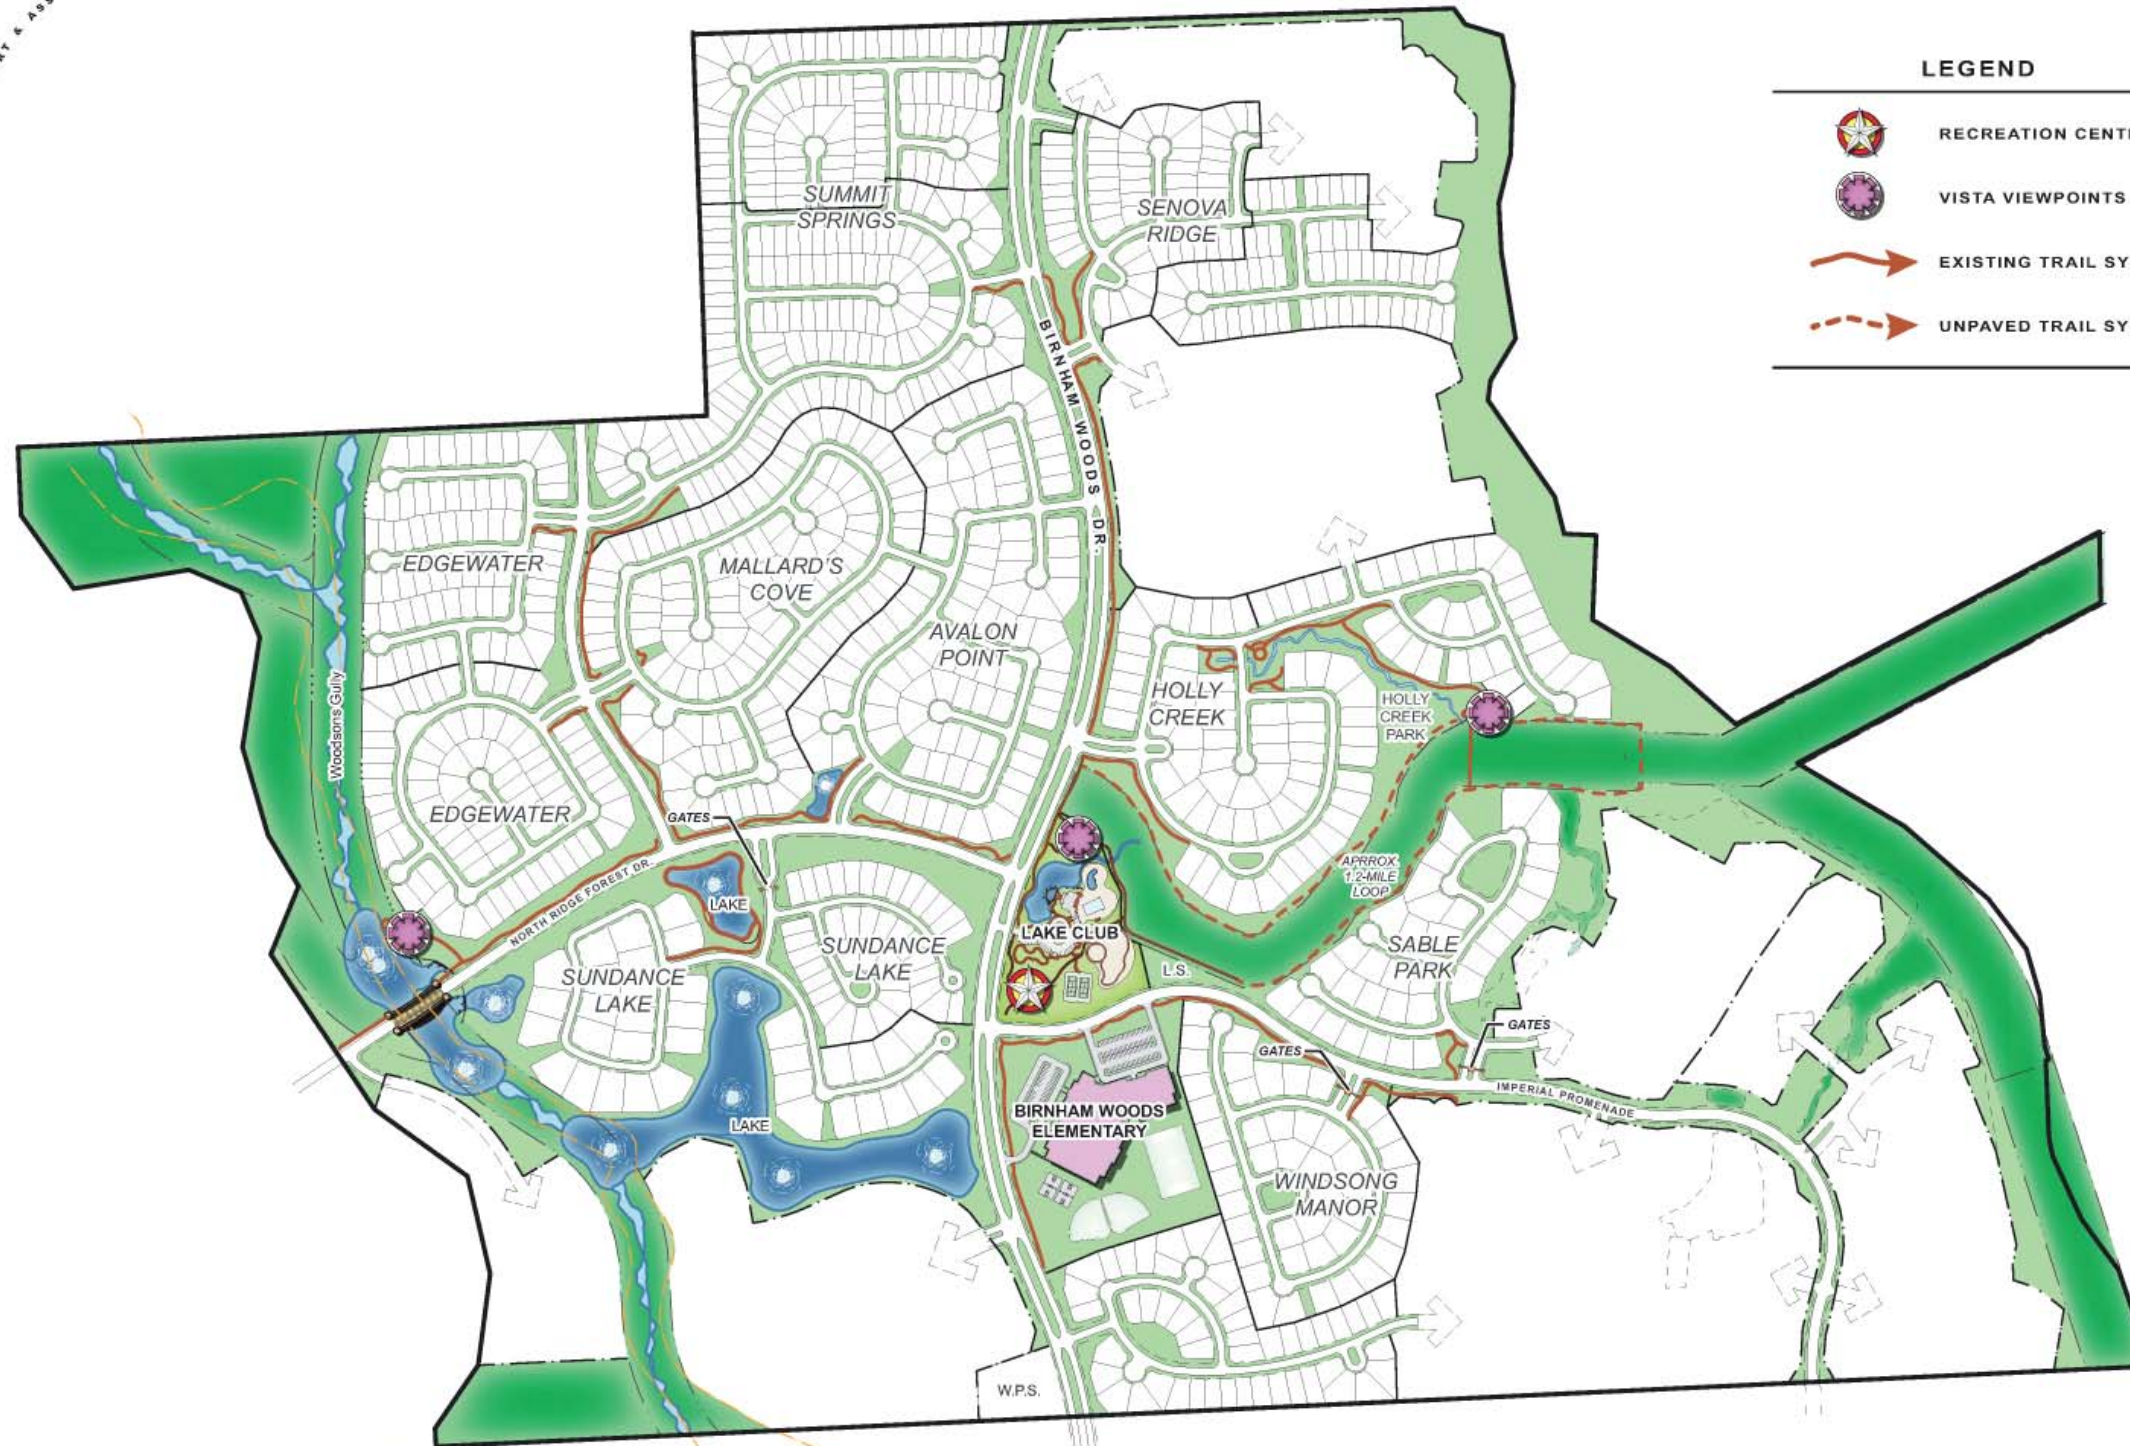 LEGEND
RECREATION CENT
VISTA VIEWPOINTS
EXISTING TRAIL SY
UNPAVED TRAIL SY
SUMMIT
SPRINGS
SENOVA
RIDGE
BIRNHAM WOODS DR.
EDGEWATER
MALLARD'S
COVE
AVALON
POINT
HOLLY
CREEK
HOLLY
CREEK
PARK
Woodsons Gully
EDGEWATER
GATES
NORTH RIDGE FOREST DR.
LAKE
APRROX.
1.2-MILE
LOOP
LAKE CLUB
SUNDANCE
LAKE
SUNDANCE
LAKE
L.S.
SABLE
PARK
GATES
GATES
IMPERIAL PROMENADE
LAKE
BIRNHAM WOODS
ELEMENTARY
WINDSONG
MANOR
W.P.S.